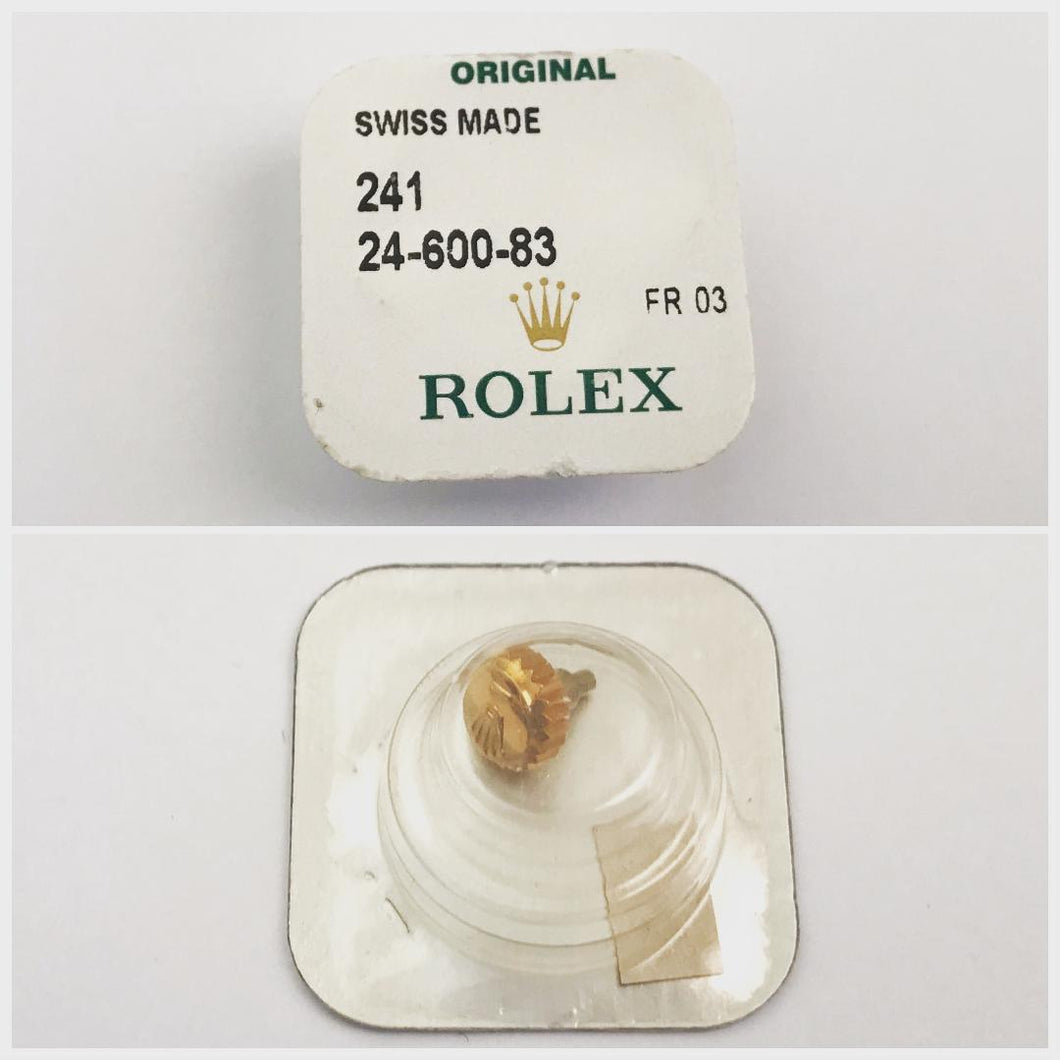 ORIGINAL
SWISS MADE
241
24-600-83
FR 03
ROLEX